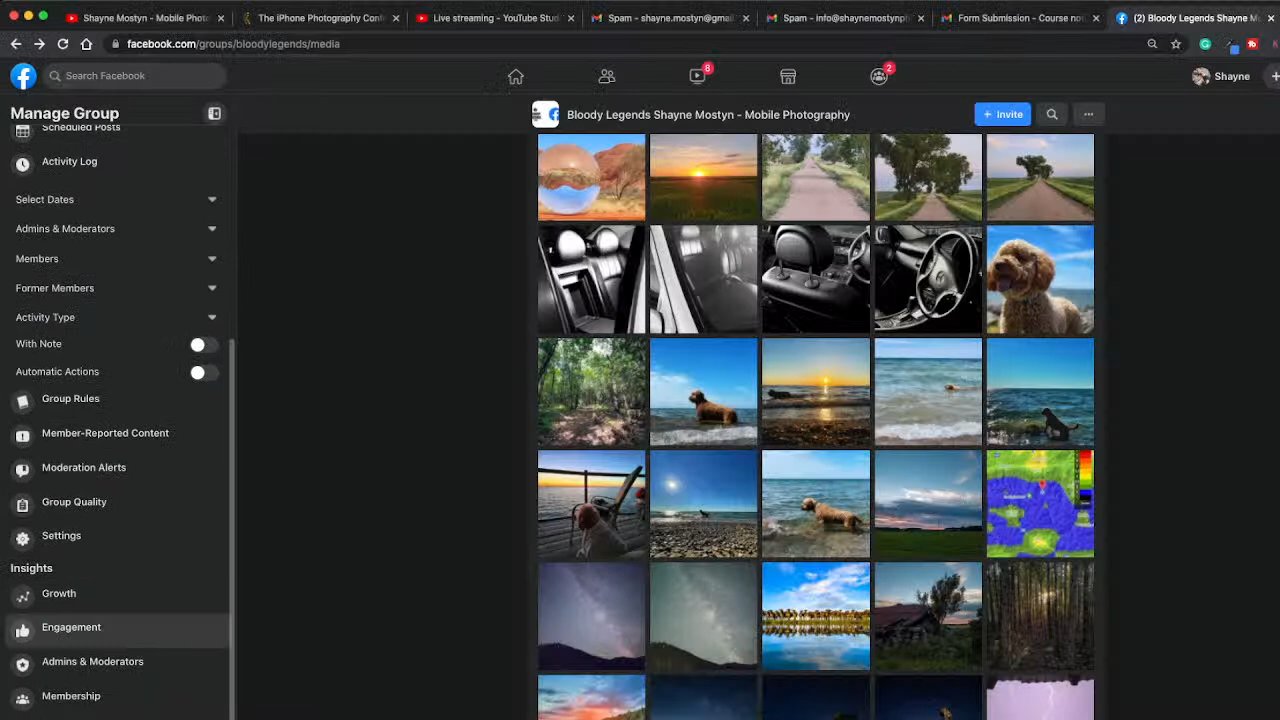 Shayne Mostyn - Mobile Phot
The iPhone Photography Conf
Live streaming - YouTube Stud
Spam - shayne.mostyn@gmai
Spam - info@shaynemostynph
Form Submission - Course no
(2) Bloody Legends Shayne M
facebook.com/groups/bloodylegends/media
Search Facebook
8
2
Shayne
Manage Group
Bloody Legends Shayne Mostyn - Mobile Photography
+ Invite
Scheduled Posts
Activity Log
Select Dates
Admins & Moderators
Members
Former Members
Activity Type
With Note
Automatic Actions
Group Rules
Member-Reported Content
Moderation Alerts
Group Quality
Settings
Insights
Growth
Engagement
Admins & Moderators
Membership